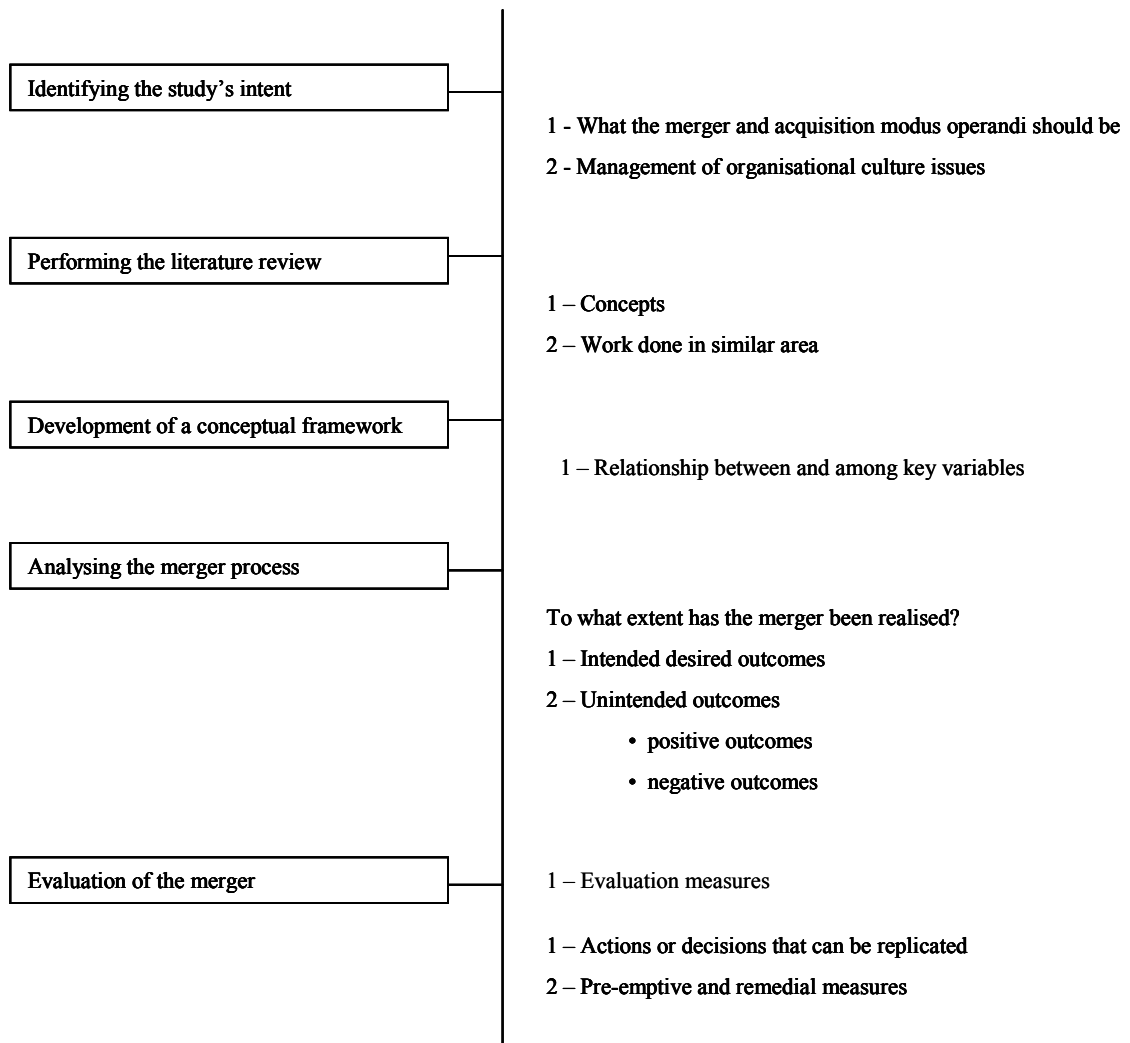 Identifying the study’s intent
1 - What the merger and acquisition modus operandi should be
2 - Management of organisational culture issues
Performing the literature review
1 – Concepts
2 – Work done in similar area
Development of a conceptual framework
1 – Relationship between and among key variables
Analysing the merger process
To what extent has the merger been realised?
1 – Intended desired outcomes
2 – Unintended outcomes
• positive outcomes
• negative outcomes
Evaluation of the merger
1 – Evaluation measures
1 – Actions or decisions that can be replicated
2 – Pre-emptive and remedial measures